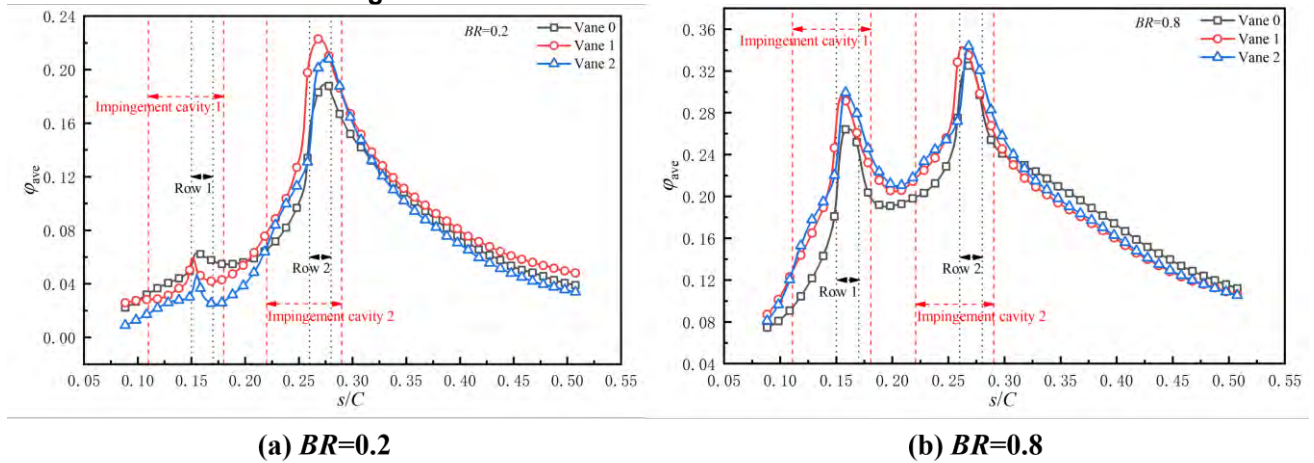 BR=0.2
Vane 0
Vane 1
Vane 2
Impingement cavity 1
Row 1
Row 2
Impingement cavity 2
0.24
0.20
0.16
0.12
0.08
0.04
0.00
φave
0.05 0.10 0.15 0.20 0.25 0.30 0.35 0.40 0.45 0.50 0.55
s/C
(a) BR=0.2
BR=0.8
Vane 0
Vane 1
Vane 2
Impingement cavity 1
Row 1
Row 2
Impingement cavity 2
0.36
0.32
0.28
0.24
0.20
0.16
0.12
0.08
0.04
φave
0.05 0.10 0.15 0.20 0.25 0.30 0.35 0.40 0.45 0.50 0.55
s/C
(b) BR=0.8